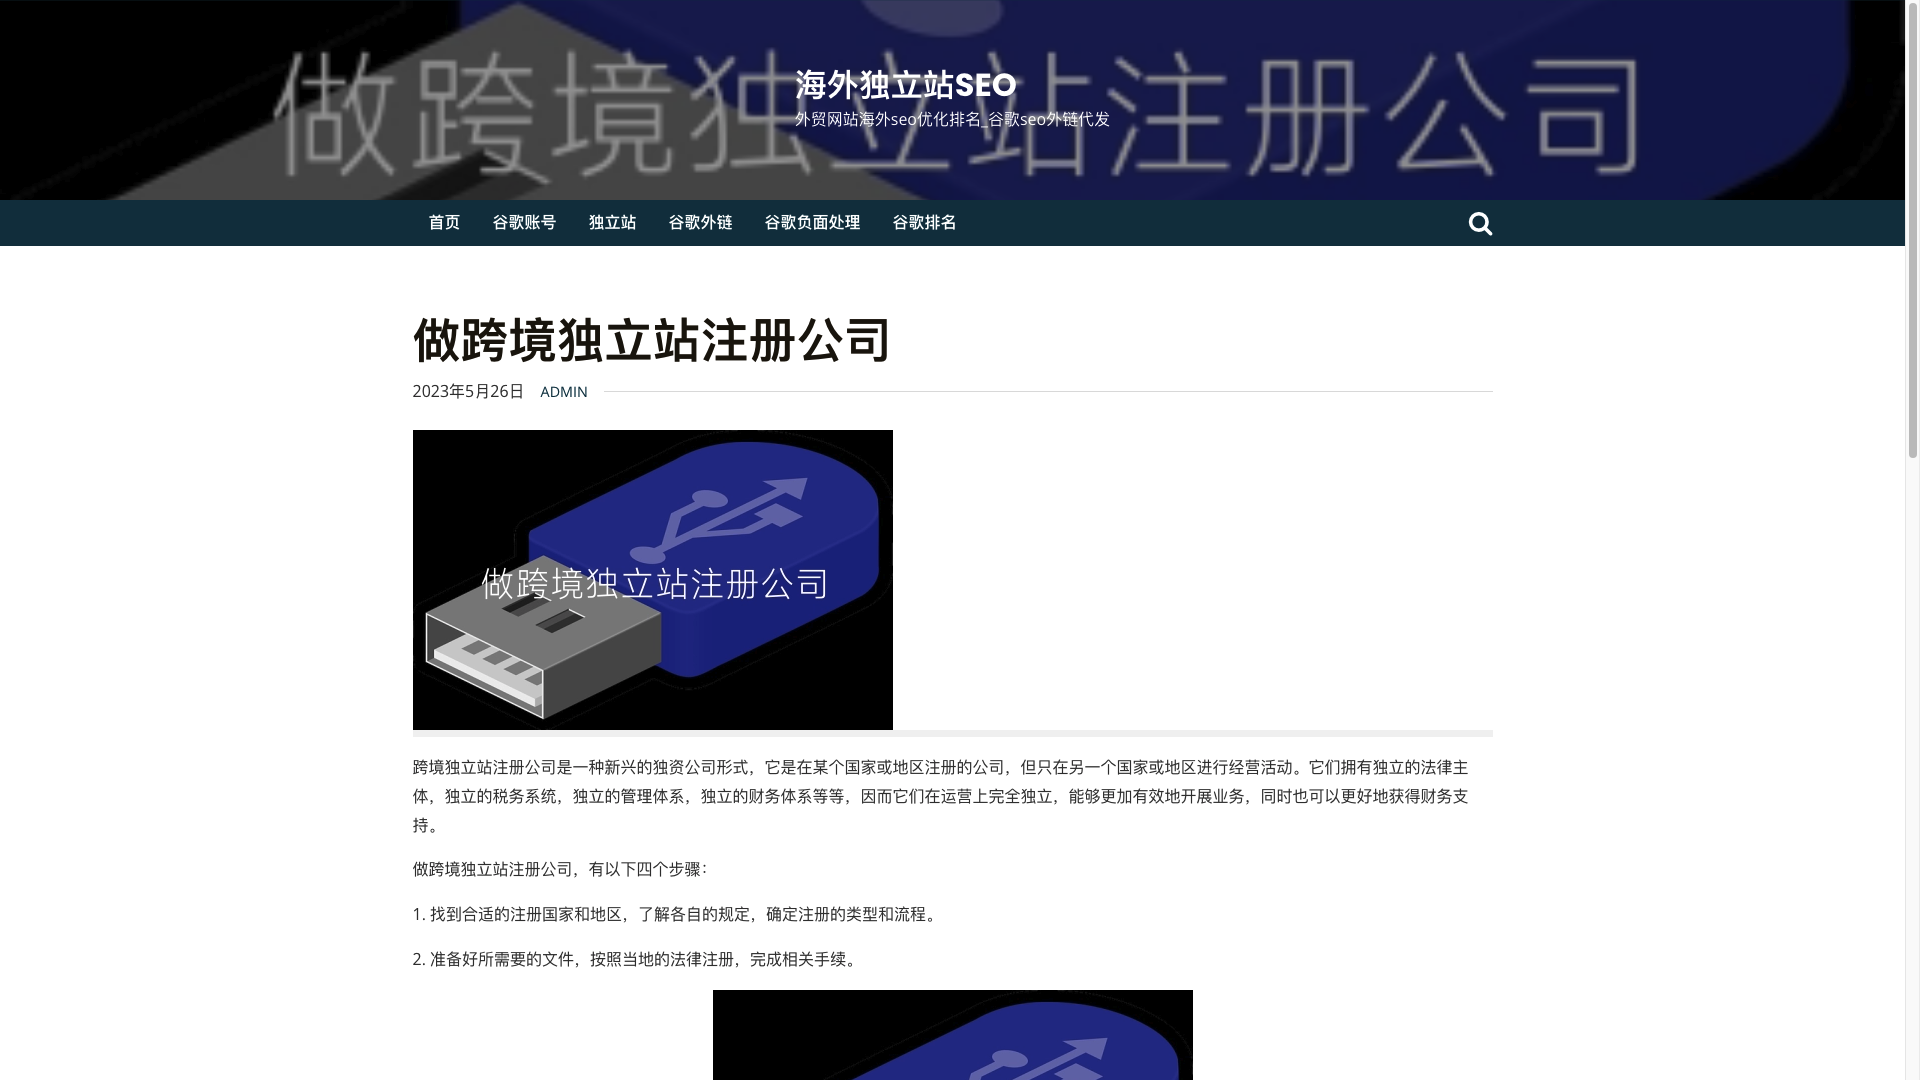 做跨境独立站注册公司
海外独立站SEO
外贸网站海外seo优化排名_谷歌seo外链代发
首页 谷歌账号 独立站 谷歌外链 谷歌负面处理 谷歌排名
做跨境独立站注册公司
2023年5月26日 ADMIN
做跨境独立站注册公司
跨境独立站注册公司是一种新兴的独资公司形式，它是在某个国家或地区注册的公司，但只在另一个国家或地区进行经营活动。它们拥有独立的法律主
体，独立的税务系统，独立的管理体系，独立的财务体系等等，因而它们在运营上完全独立，能够更加有效地开展业务，同时也可以更好地获得财务支
持。
做跨境独立站注册公司，有以下四个步骤：
1. 找到合适的注册国家和地区，了解各自的规定，确定注册的类型和流程。
2. 准备好所需要的文件，按照当地的法律注册，完成相关手续。